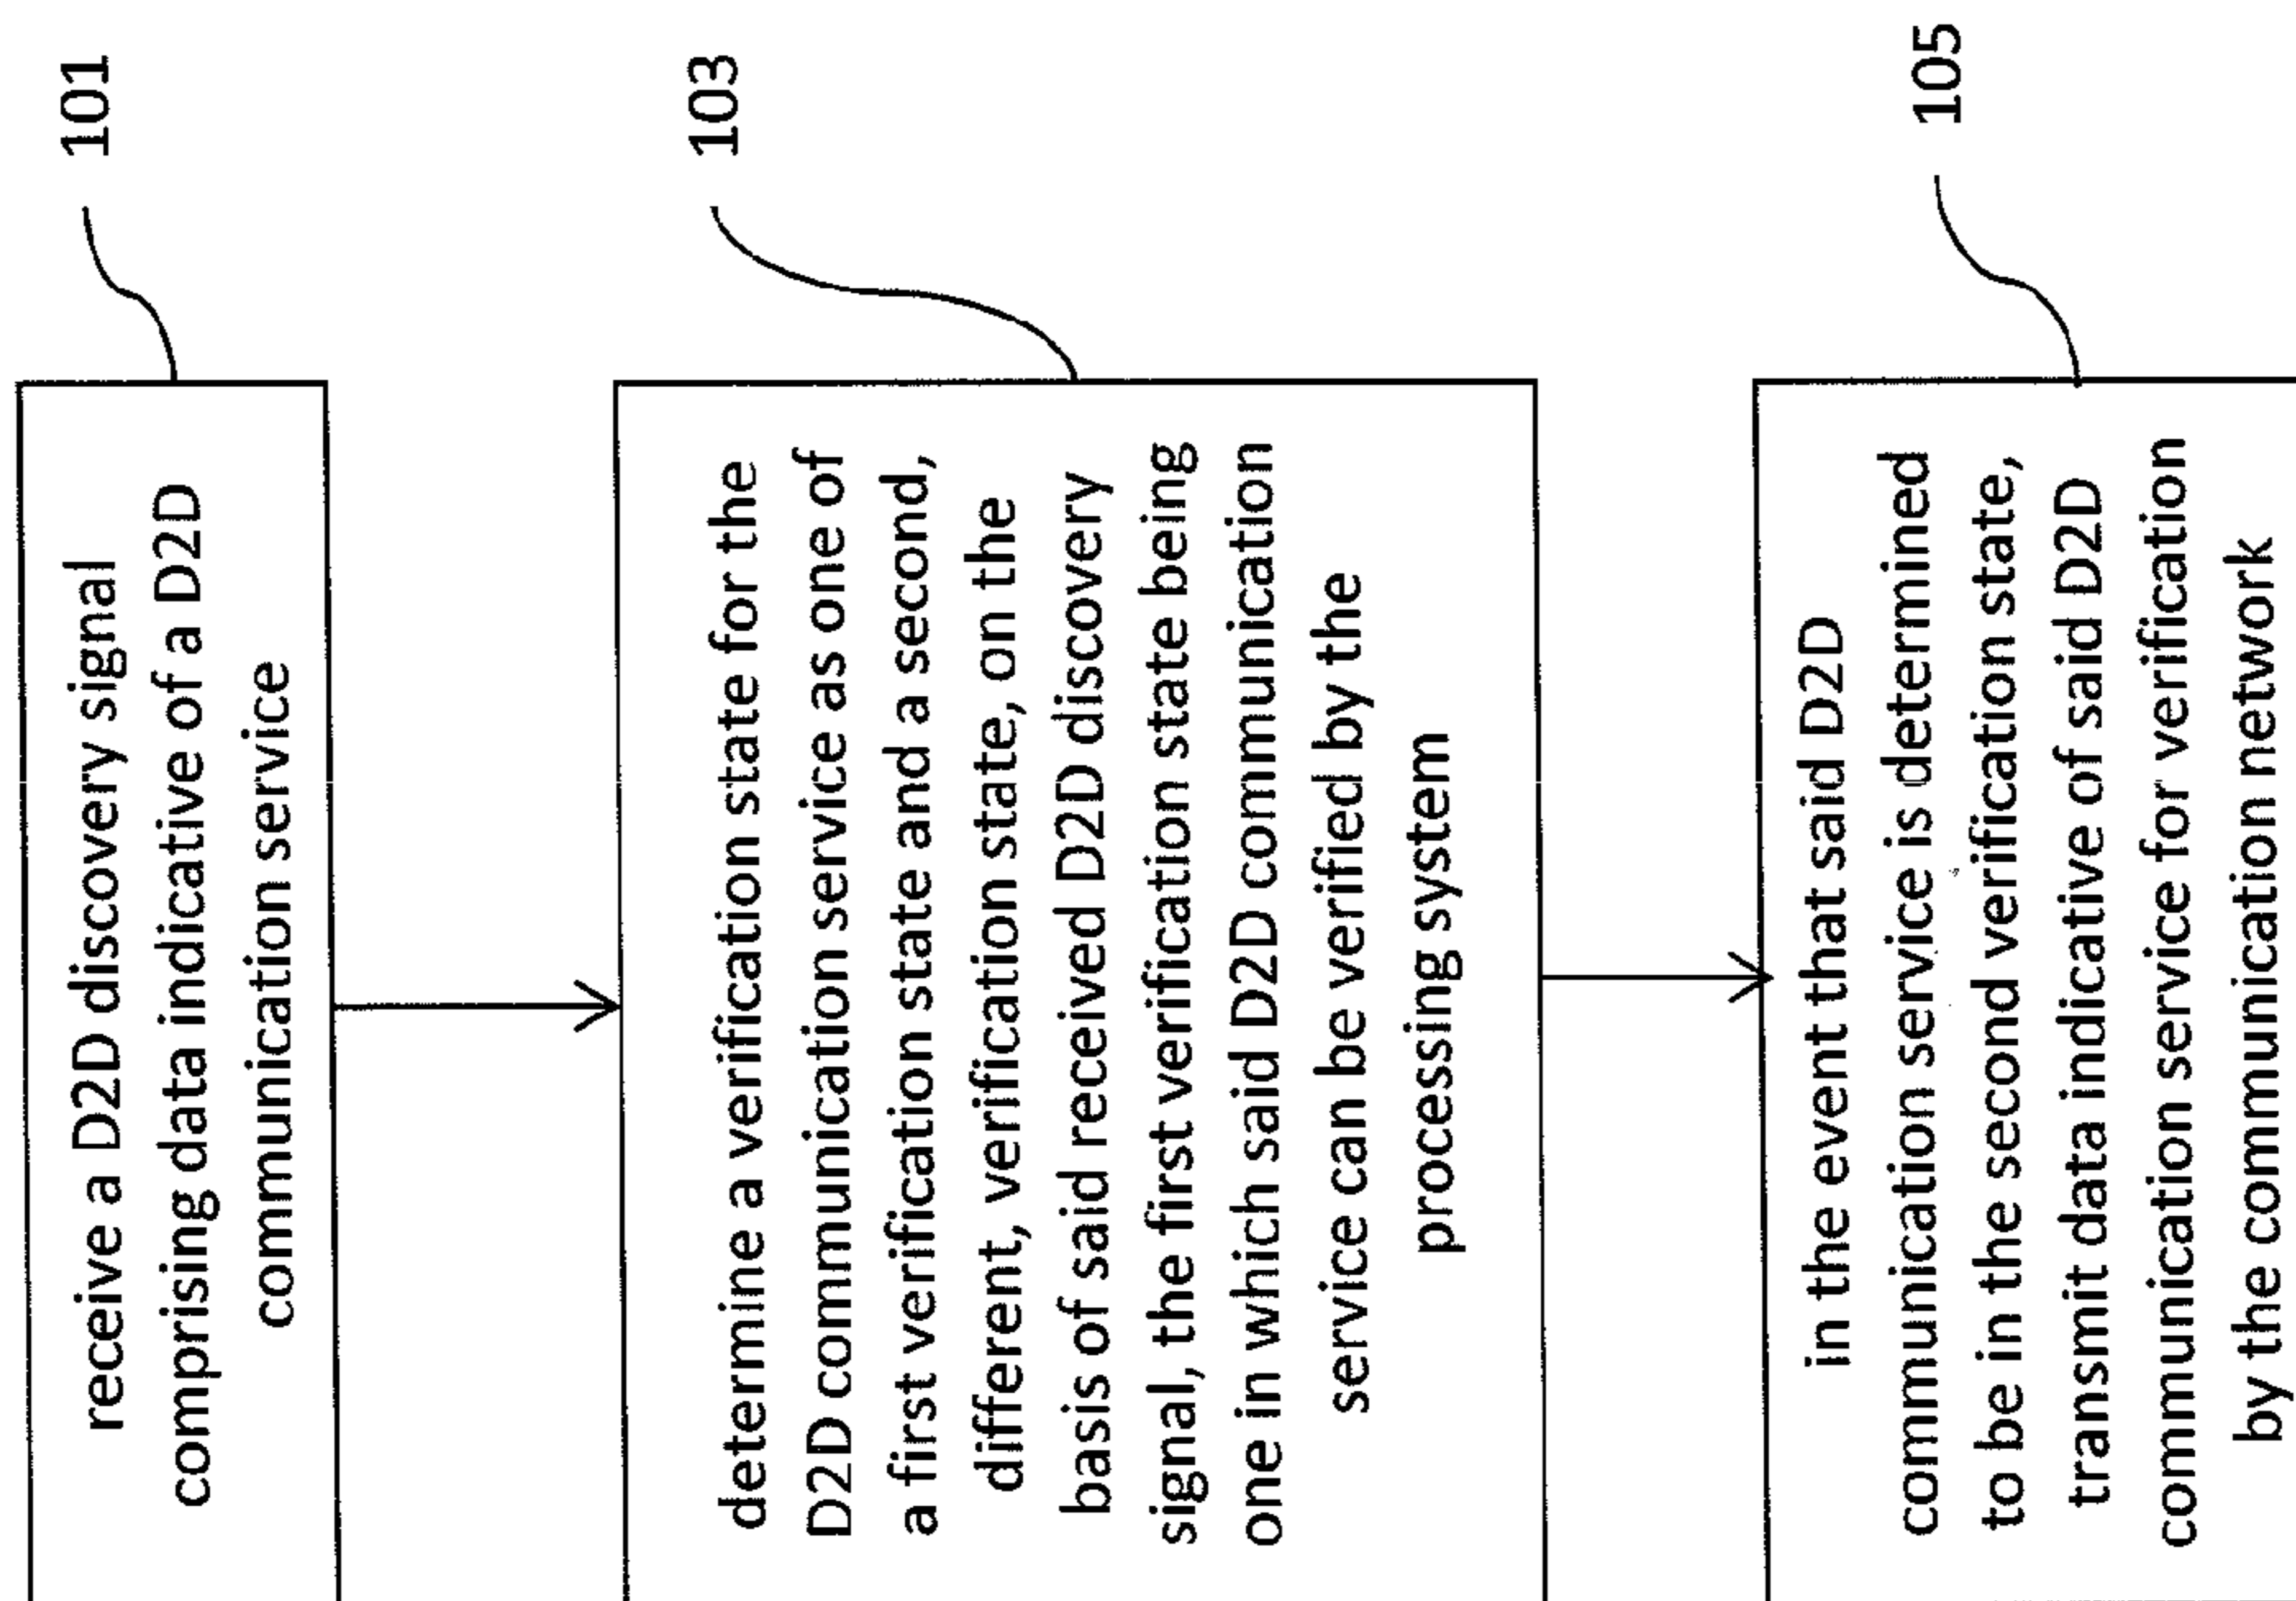 101
receive a D2D discovery signal
comprising data indicative of a D2D
communication service
103
determine a verification state for the
D2D communication service as one of
a first verification state and a second,
different, verification state, on the
basis of said received D2D discovery
signal, the first verification state being
one in which said D2D communication
service can be verified by the
processing system
105
in the event that said D2D
communication service is determined
to be in the second verification state,
transmit data indicative of said D2D
communication service for verification
by the communication network